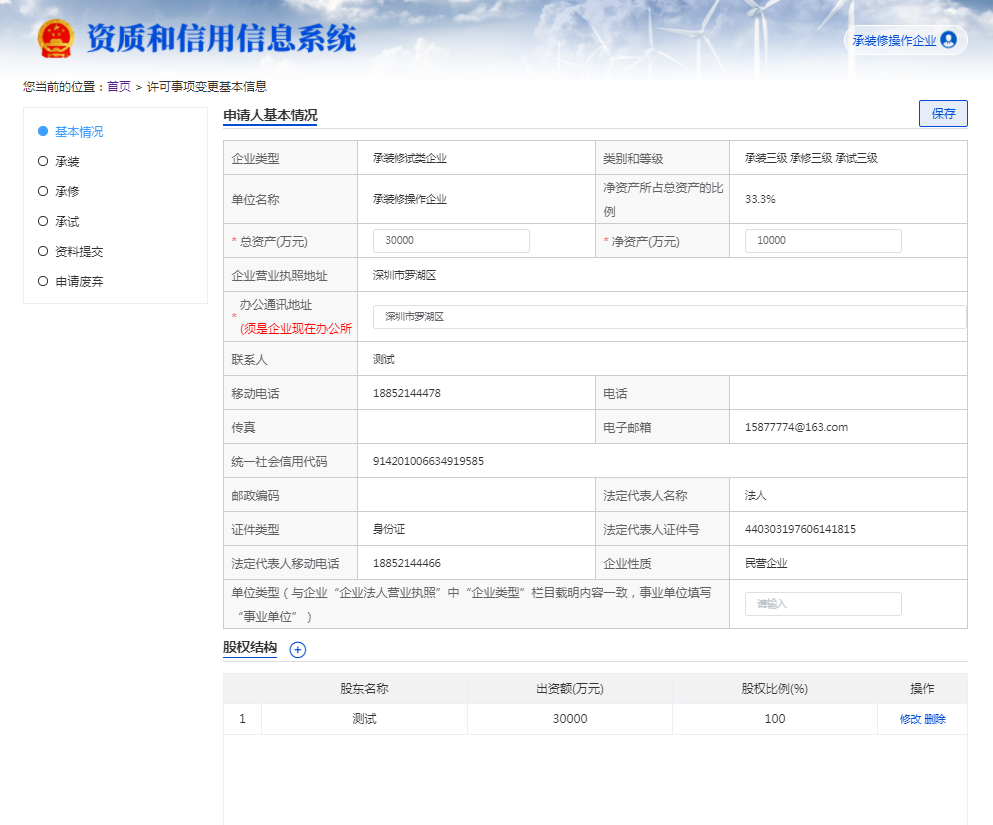 资质和信用信息系统
承装修操作企业
您当前的位置：首页 > 许可事项变更基本信息
基本情况
承装
承修
承试
资料提交
申请废弃
申请人基本情况
保存
企业类型 承装修试类企业 类别和等级 承装三级 承修三级 承试三级
单位名称 承装修操作企业 净资产所占总资产的比
例 33.3%
* 总资产(万元) 30000 * 净资产(万元) 10000
企业营业执照地址 深圳市罗湖区
* 办公通讯地址
(须是企业现在办公所 深圳市罗湖区
联系人 测试
移动电话 18852144478 电话
传真 电子邮箱 15877774@163.com
统一社会信用代码 914201006634919585
邮政编码 法定代表人名称 法人
证件类型 身份证 法定代表人证件号 440303197606141815
法定代表人移动电话 18852144466 企业性质 民营企业
单位类型（与企业“企业法人营业执照”中“企业类型”栏目载明内容一致，事业单位填写
“事业单位”） 请输入
股权结构
股东名称 出资额(万元) 股权比例(%) 操作
1 测试 30000 100 修改 删除